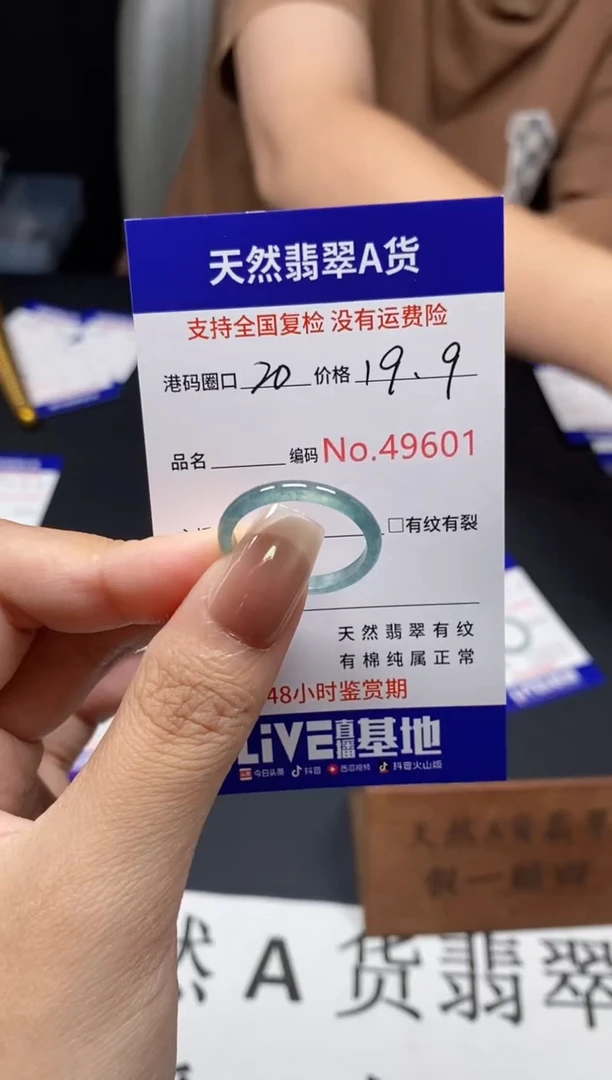 天然翡翠A货
支持全国复检 没有运费险
港码圈口 20 价格 19.9
品名 编码 No.49601
□有纹有裂
天然翡翠有纹
有棉纯属正常
48小时鉴赏期
LiVE直播基地
今日头条 抖音 西瓜视频 抖音火山版
天然A货翡翠
假一赔四
然A货翡翠